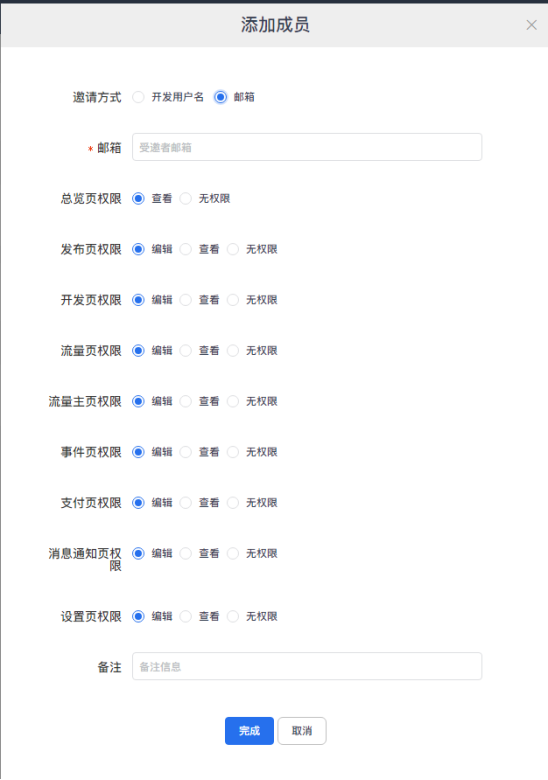 添加成员
邀请方式 开发用户名 邮箱
* 邮箱 受邀者邮箱
总览页权限 查看 无权限
发布页权限 编辑 查看 无权限
开发页权限 编辑 查看 无权限
流量页权限 编辑 查看 无权限
流量主页权限 编辑 查看 无权限
事件页权限 编辑 查看 无权限
支付页权限 编辑 查看 无权限
消息通知页权 编辑 查看 无权限
限
设置页权限 编辑 查看 无权限
备注 备注信息
完成 取消